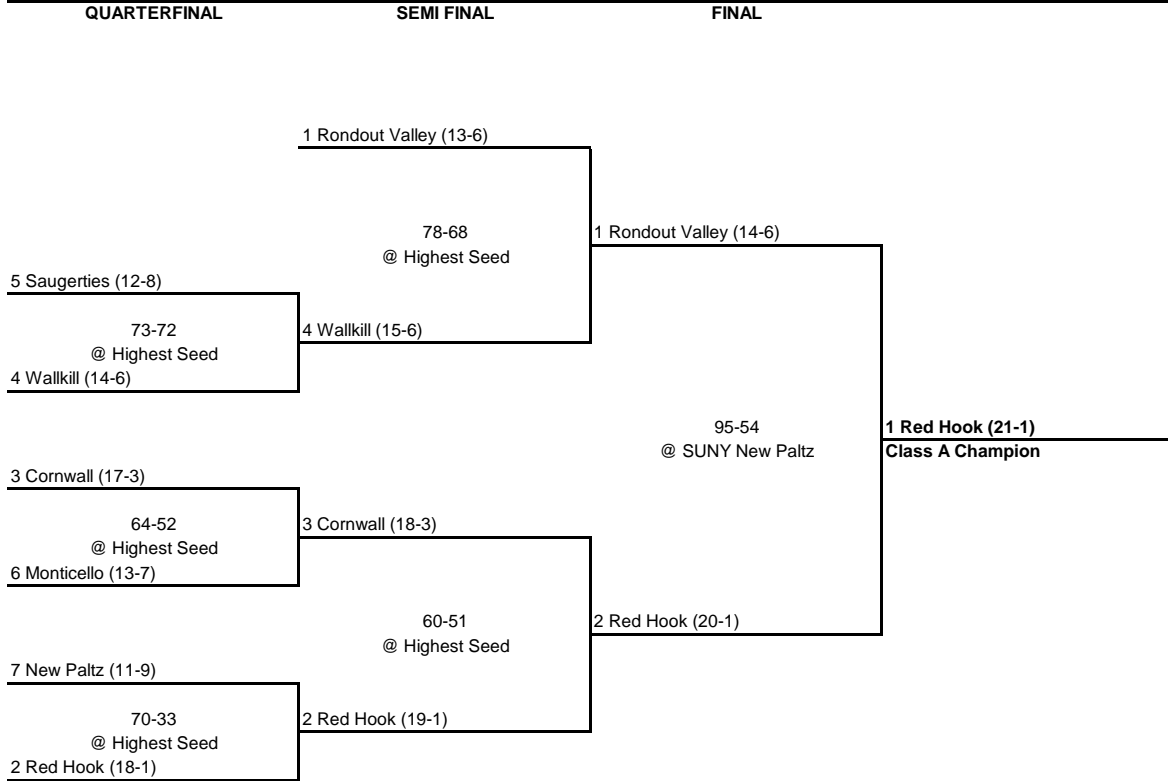 QUARTERFINAL SEMI FINAL FINAL
1 Rondout Valley (13-6)
78-68
@ Highest Seed
1 Rondout Valley (14-6)
5 Saugerties (12-8)
73-72
@ Highest Seed
4 Wallkill (15-6)
4 Wallkill (14-6)
95-54
@ SUNY New Paltz
1 Red Hook (21-1)
Class A Champion
3 Cornwall (17-3)
64-52
@ Highest Seed
3 Cornwall (18-3)
6 Monticello (13-7)
60-51
@ Highest Seed
2 Red Hook (20-1)
7 New Paltz (11-9)
70-33
@ Highest Seed
2 Red Hook (19-1)
2 Red Hook (18-1)